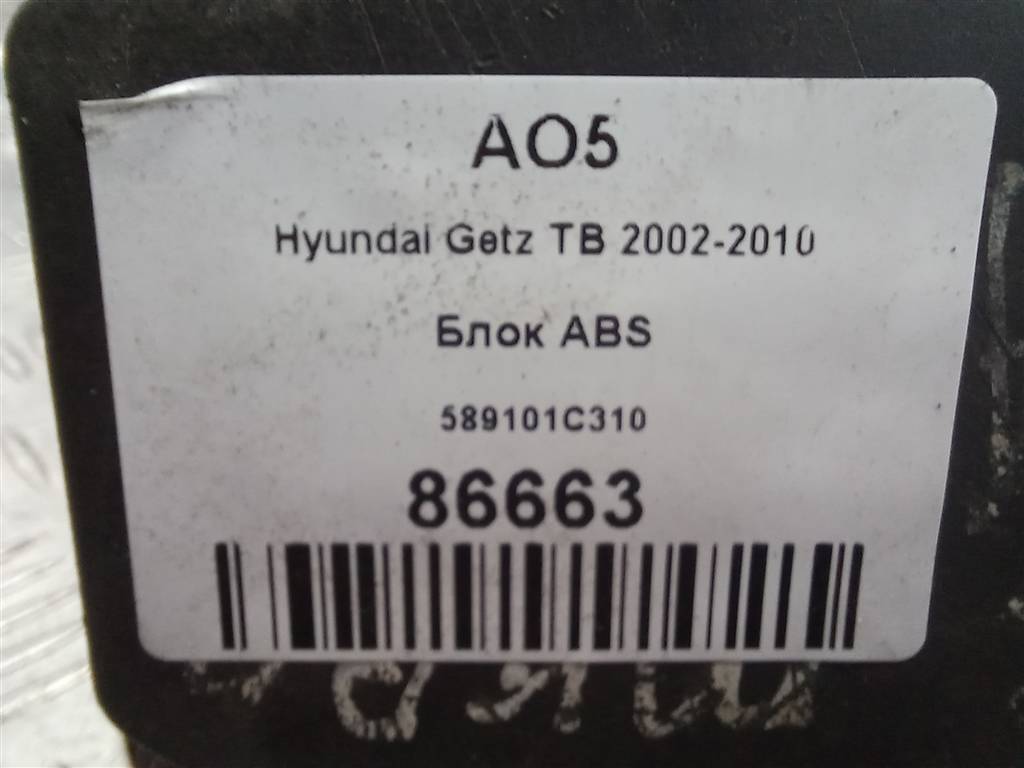 AO5
Hyundai Getz TB 2002-2010
Блок ABS
589101C310
86663